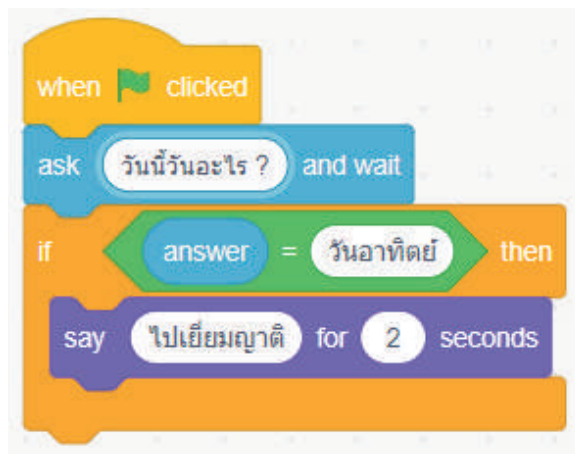 when clicked
ask วันนี้วันอะไร ? and wait
if answer = วันอาทิตย์ then
say ไปเยี่ยมญาติ for 2 seconds